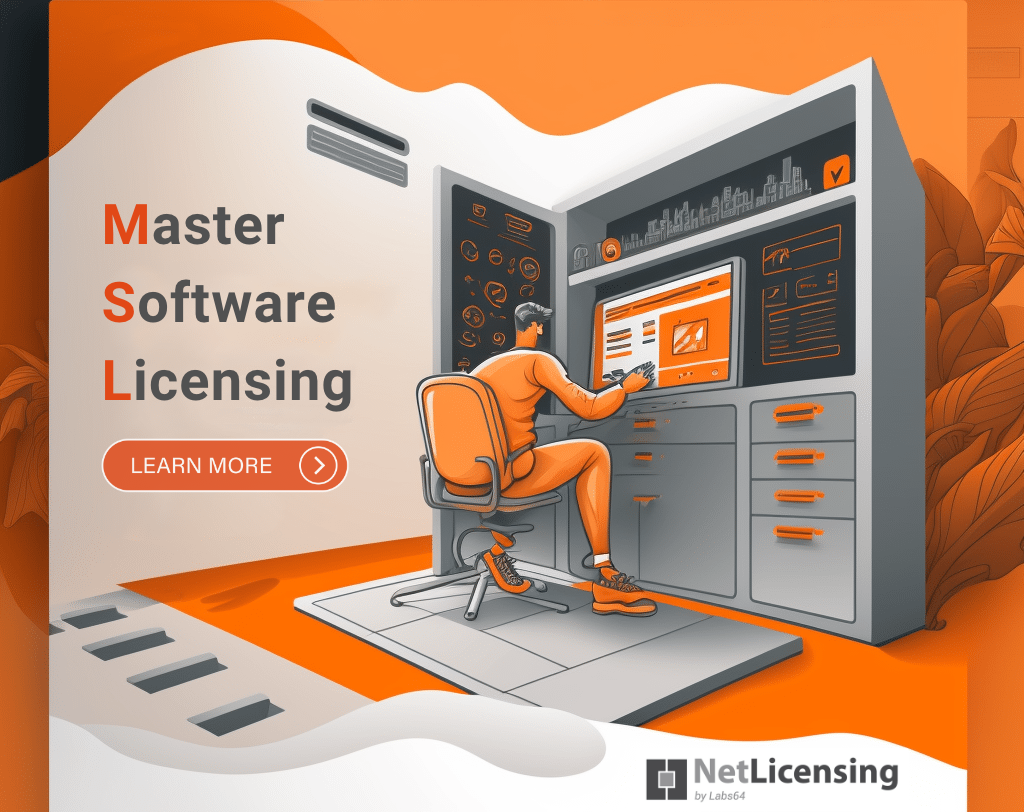 Master
Software
Licensing
LEARN MORE
NetLicensing
by Labs64